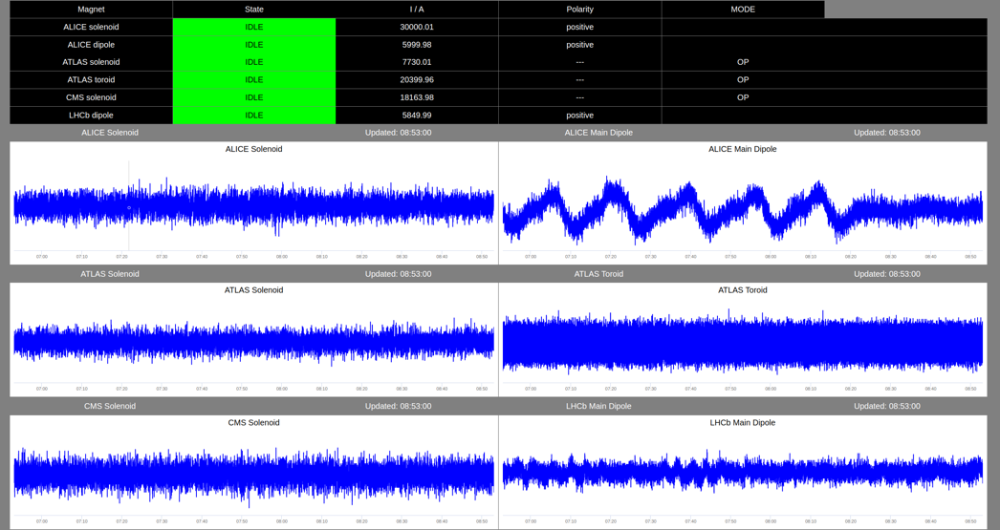 Magnet State I / A Polarity MODE
ALICE solenoid IDLE 30000.01 positive
ALICE dipole IDLE 5999.98 positive
ATLAS solenoid IDLE 7730.01 --- OP
ATLAS toroid IDLE 20399.96 --- OP
CMS solenoid IDLE 18163.98 --- OP
LHCb dipole IDLE 5849.99 positive
ALICE Solenoid Updated: 08:53:00 ALICE Main Dipole Updated: 08:53:00
ALICE Solenoid ALICE Main Dipole
07:00 07:10 07:20 07:30 07:40 07:50 08:00 08:10 08:20 08:30 08:40 08:50 07:00 07:10 07:20 07:30 07:40 07:50 08:00 08:10 08:20 08:30 08:40 08:50
ATLAS Solenoid Updated: 08:53:00 ATLAS Toroid Updated: 08:53:00
ATLAS Solenoid ATLAS Toroid
07:00 07:10 07:20 07:30 07:40 07:50 08:00 08:10 08:20 08:30 08:40 08:50 07:00 07:10 07:20 07:30 07:40 07:50 08:00 08:10 08:20 08:30 08:40 08:50
CMS Solenoid Updated: 08:53:00 LHCb Main Dipole Updated: 08:53:00
CMS Solenoid LHCb Main Dipole
07:00 07:10 07:20 07:30 07:40 07:50 08:00 08:10 08:20 08:30 08:40 08:50 07:00 07:10 07:20 07:30 07:40 07:50 08:00 08:10 08:20 08:30 08:40 08:50